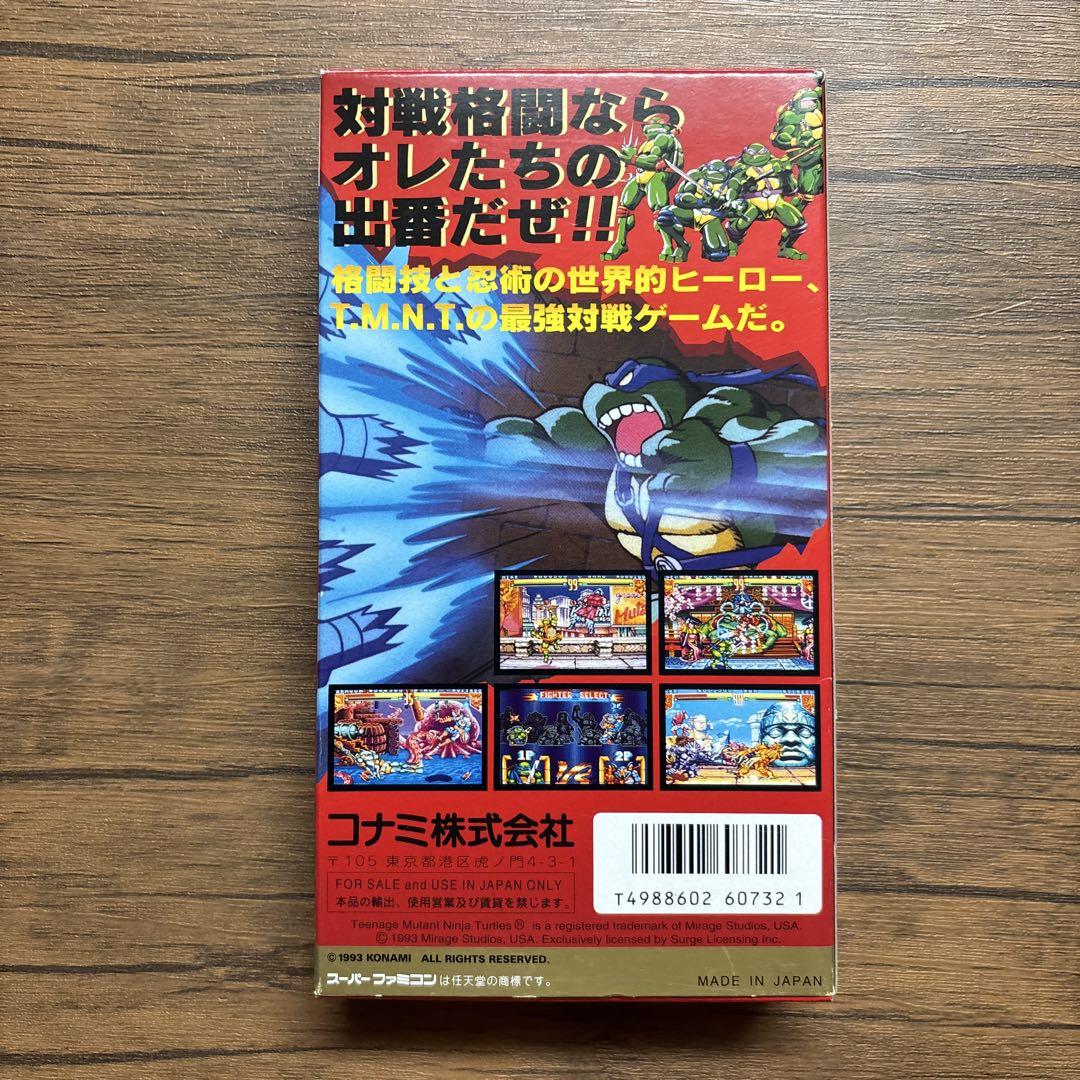 対戦格闘なら
オレたちの
出番だぜ!!
格闘技と忍術の世界的ヒーロー、
T.M.N.T.の最強対戦ゲームだ。
99
99
FIGHTER SELECT
1P
2P
コナミ株式会社
〒105 東京都港区虎ノ門4-3-1
FOR SALE and USE IN JAPAN ONLY
本品の輸出、使用営業及び賃貸を禁じます。
T4988602 60732 1
Teenage Mutant Ninja Turtles® is a registered trademark of Mirage Studios, USA.
© 1993 Mirage Studios, USA. Exclusively licensed by Surge Licensing Inc.
© 1993 KONAMI ALL RIGHTS RESERVED.
スーパーファミコンは任天堂の商標です。
MADE IN JAPAN